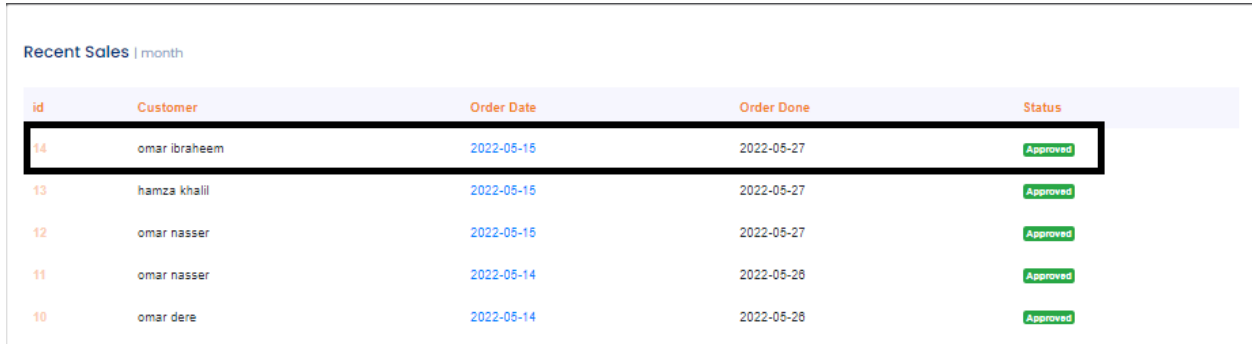 Recent Sales | month
id Customer Order Date Order Done Status
14 omar ibraheem 2022-05-15 2022-05-27 Approved
13 hamza khalil 2022-05-15 2022-05-27 Approved
12 omar nasser 2022-05-15 2022-05-27 Approved
11 omar nasser 2022-05-14 2022-05-26 Approved
10 omar dere 2022-05-14 2022-05-26 Approved